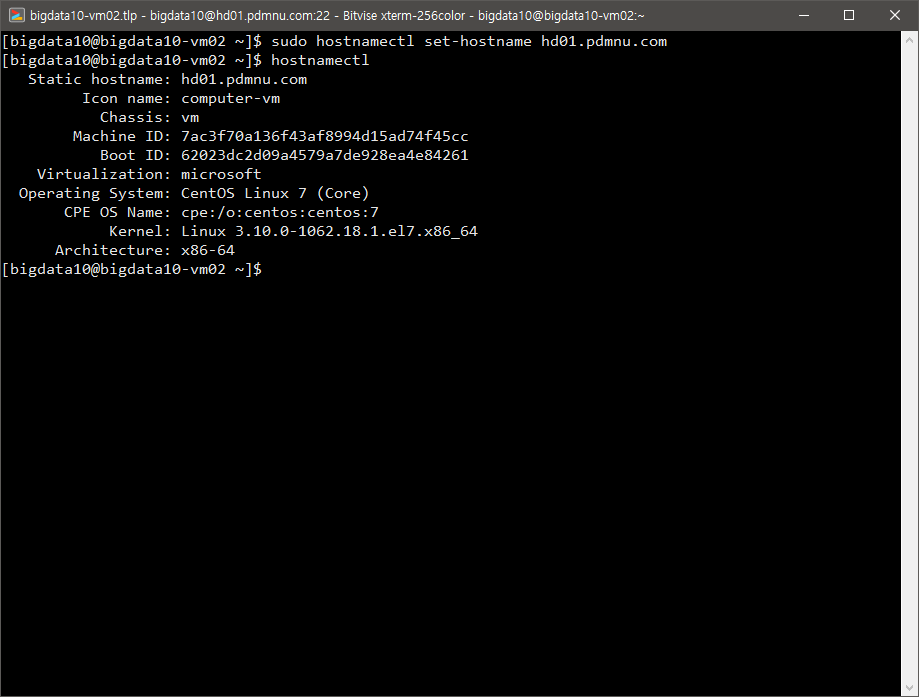 bigdata10-vm02.tlp - bigdata10@hd01.pdmnu.com:22 - Bitvise xterm-256color - bigdata10@bigdata10-vm02:~
[bigdata10@bigdata10-vm02 ~]$ sudo hostnamectl set-hostname hd01.pdmnu.com
[bigdata10@bigdata10-vm02 ~]$ hostnamectl
Static hostname: hd01.pdmnu.com
Icon name: computer-vm
Chassis: vm
Machine ID: 7ac3f70a136f43af8994d15ad74f45cc
Boot ID: 62023dc2d09a4579a7de928ea4e84261
Virtualization: microsoft
Operating System: CentOS Linux 7 (Core)
CPE OS Name: cpe:/o:centos:centos:7
Kernel: Linux 3.10.0-1062.18.1.el7.x86_64
Architecture: x86-64
[bigdata10@bigdata10-vm02 ~]$